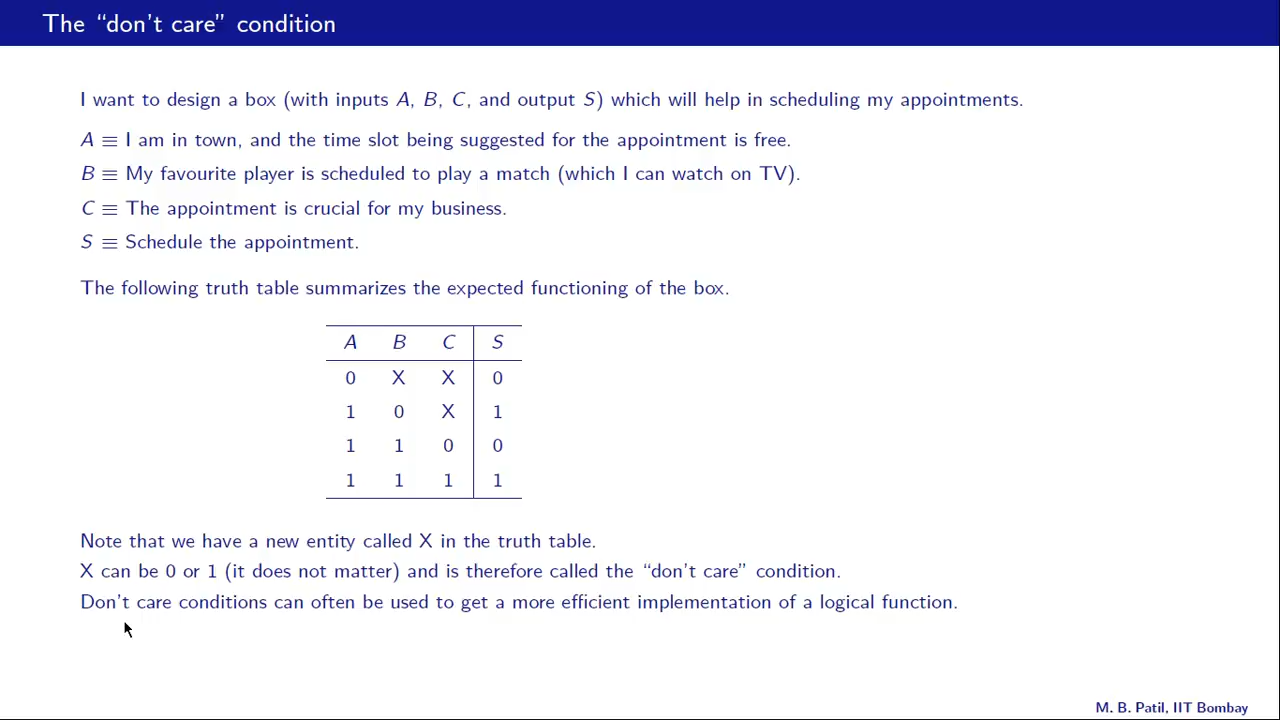 The “don’t care” condition
I want to design a box (with inputs A, B, C, and output S) which will help in scheduling my appointments.
A ≡ I am in town, and the time slot being suggested for the appointment is free.
B ≡ My favourite player is scheduled to play a match (which I can watch on TV).
C ≡ The appointment is crucial for my business.
S ≡ Schedule the appointment.
The following truth table summarizes the expected functioning of the box.
A B C S
0 X X 0
1 0 X 1
1 1 0 0
1 1 1 1
Note that we have a new entity called X in the truth table.
X can be 0 or 1 (it does not matter) and is therefore called the “don’t care” condition.
Don’t care conditions can often be used to get a more efficient implementation of a logical function.
M. B. Patil, IIT Bombay